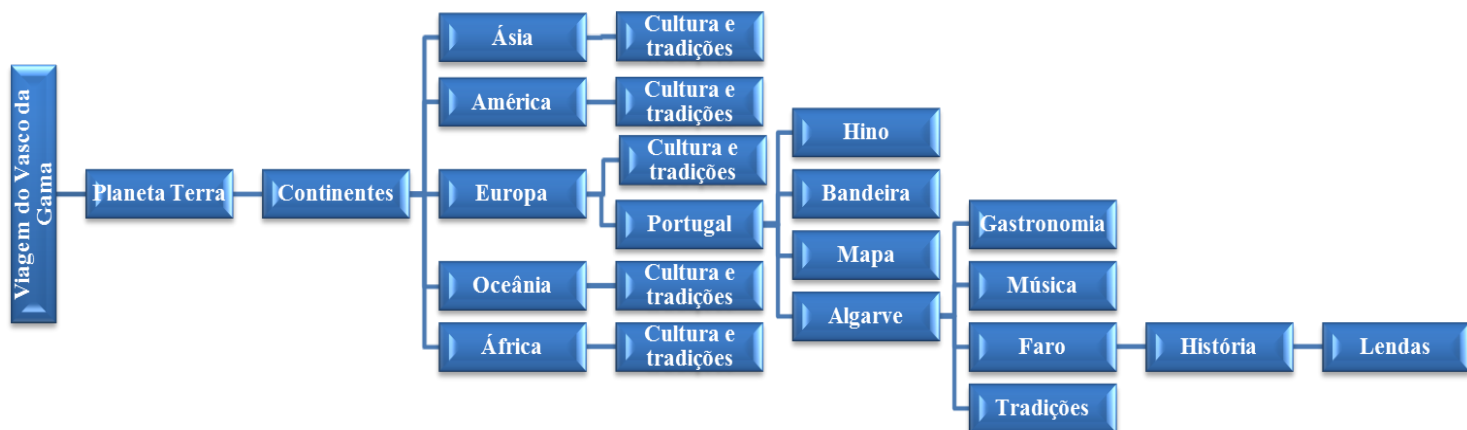 Viagem do Vasco da
Gama
Planeta Terra
Continentes
Ásia
Cultura e
tradições
América
Cultura e
tradições
Europa
Cultura e
tradições
Portugal
Hino
Bandeira
Mapa
Algarve
Gastronomia
Música
Faro
História
Lendas
Tradições
Oceânia
Cultura e
tradições
África
Cultura e
tradições